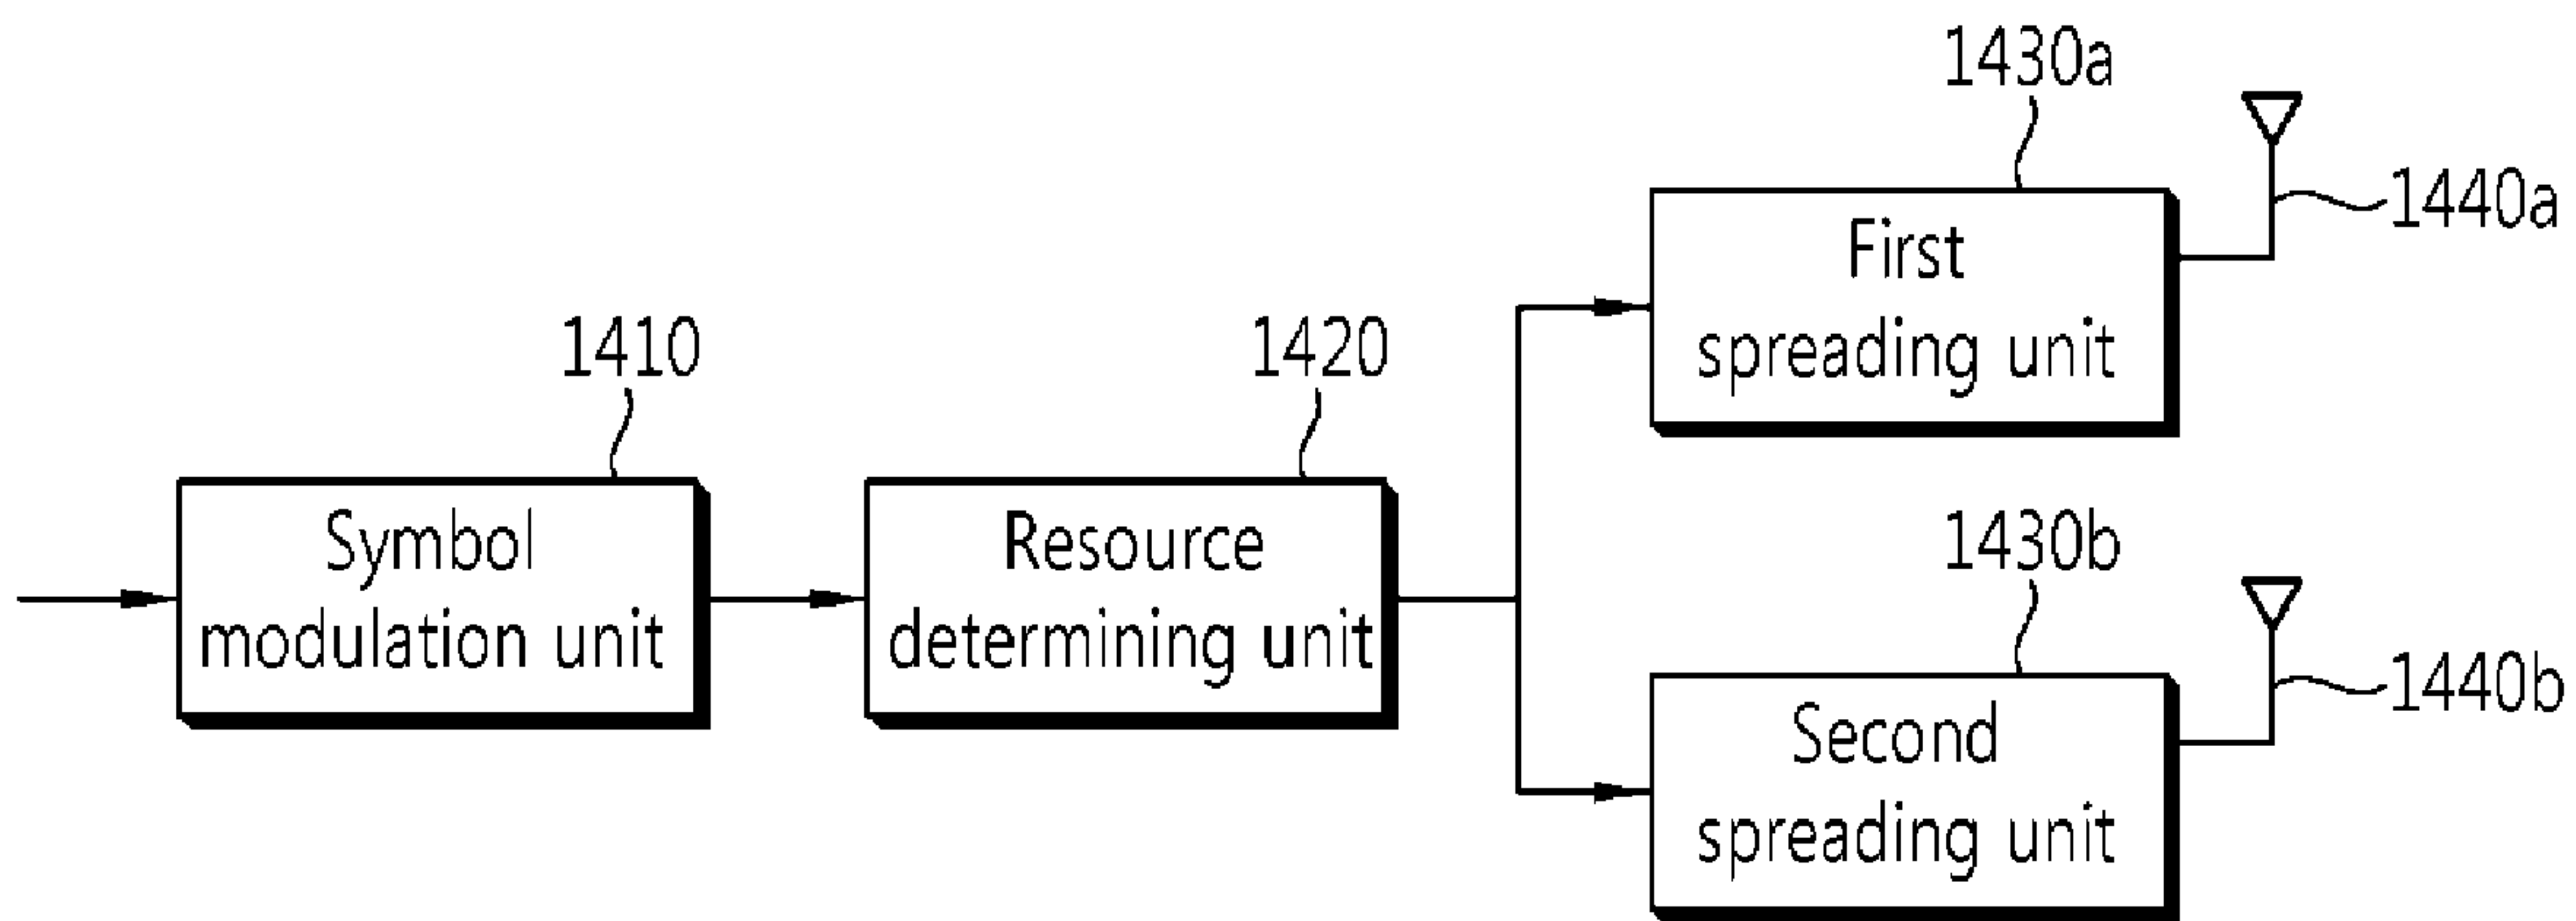 1430a
1440a
First
spreading unit
1410
1420
Symbol
modulation unit
Resource
determining unit
1430b
1440b
Second
spreading unit